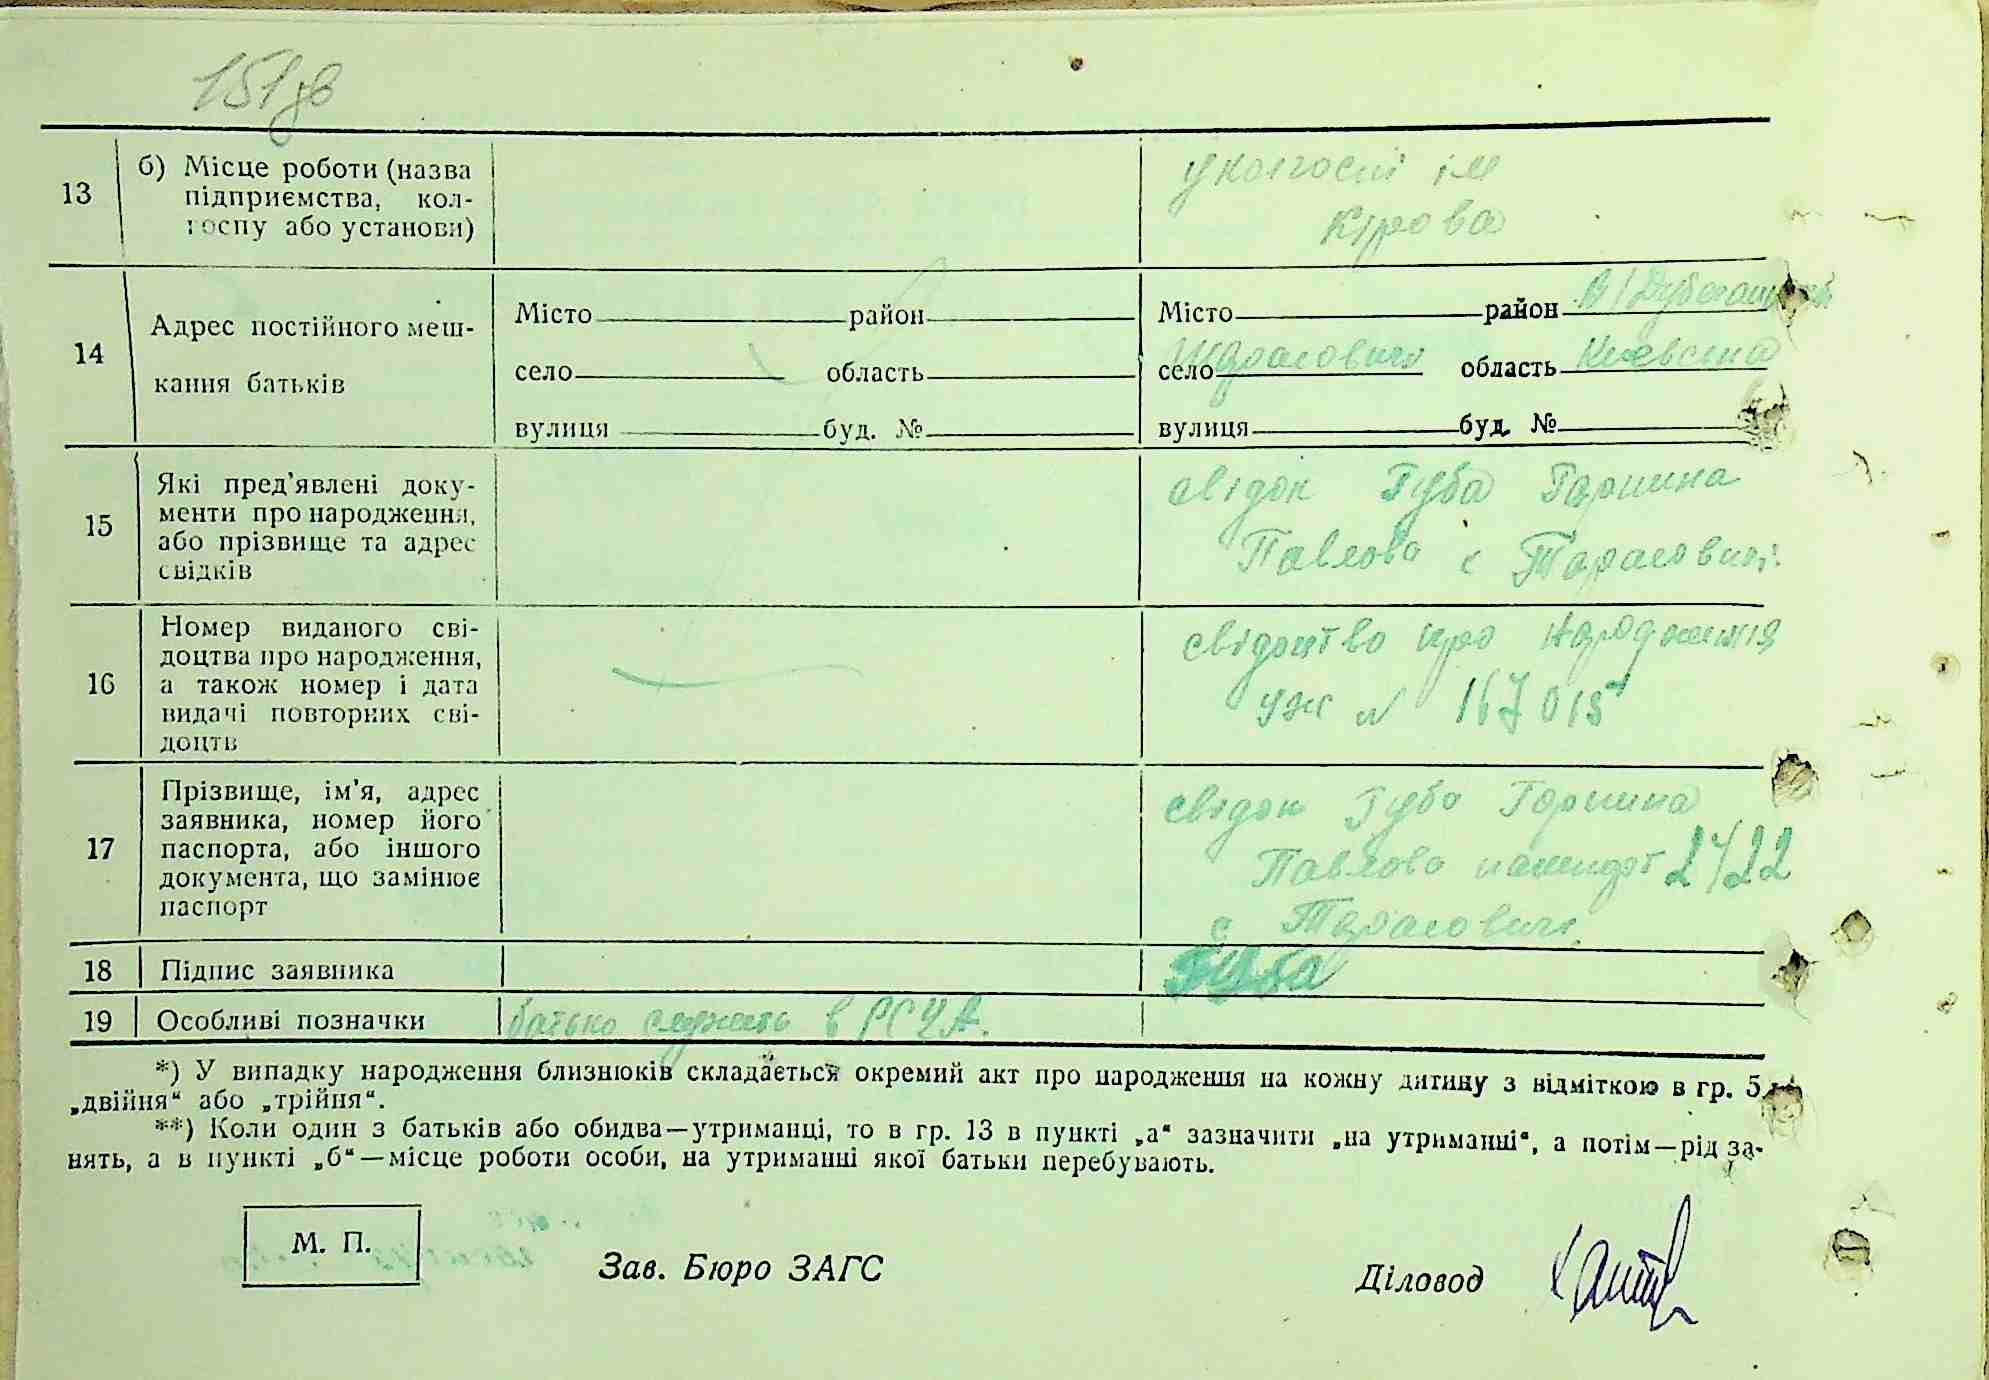 151зв
13
б) Місце роботи (назва
підприємства, кол-
госпу або установи)
у колгоспі ім
Кірова
14
Адрес постійного меш-
кання батьків
Місто район
село область
вулиця буд. №
Місто район В/Дубечанський
село Тарасовичі область Київська
вулиця буд. №
15
Які пред'явлені доку-
менти про народження,
або прізвище та адрес
свідків
свідок Губа Горпина
Павлова с Тарасовичі
16
Номер виданого сві-
доцтва про народження,
а також номер і дата
видачі повторних сві-
доцтв
свідоцтво про народження
УЖ N 167015
17
Прізвище, ім'я, адрес
заявника, номер його
паспорта, або іншого
документа, що замінює
паспорт
свідок Губа Горпина
Павлова паспорт
с Тарасовичі
18 Підпис заявника
Губа
19 Особливі позначки
батько служить в РСЧА.
*) У випадку народження близнюків складається окремий акт про народження на кожну дитину з відміткою в гр. 5
„двійня“ або „трійня“.
**) Коли один з батьків або обидва—утриманці, то в гр. 13 в пункті „а“ зазначити „на утриманні“, а потім—рід за-
нять, а в пункті „б“—місце роботи особи, на утриманні якої батьки перебувають.
М. П.
Зав. Бюро ЗАГС
Діловод